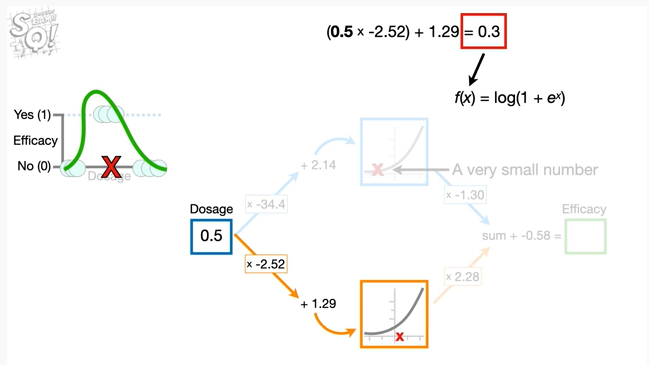 SQ!
(0.5 x -2.52) + 1.29 = 0.3
f(x) = log(1 + eˣ)
Yes (1)
Efficacy
No (0)
Dosage
+ 2.14
A very small number
x -34.4
x -1.30
Dosage
0.5
Efficacy
sum + -0.58 =
x -2.52
x 2.28
+ 1.29